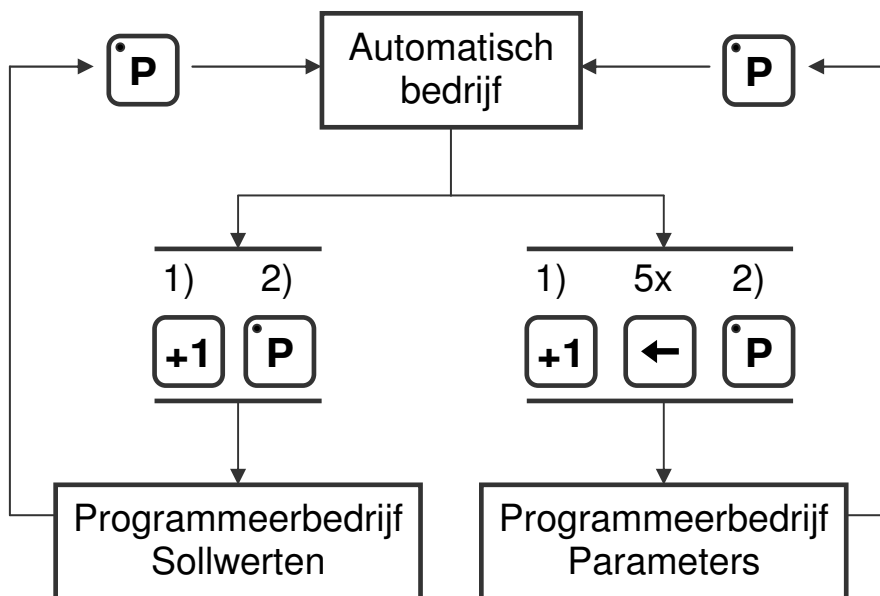 P
Automatisch
bedrijf
P
1) 2)
+1 P
1) 5x 2)
+1 P
Programmeerbedrijf
Sollwerten
Programmeerbedrijf
Parameters